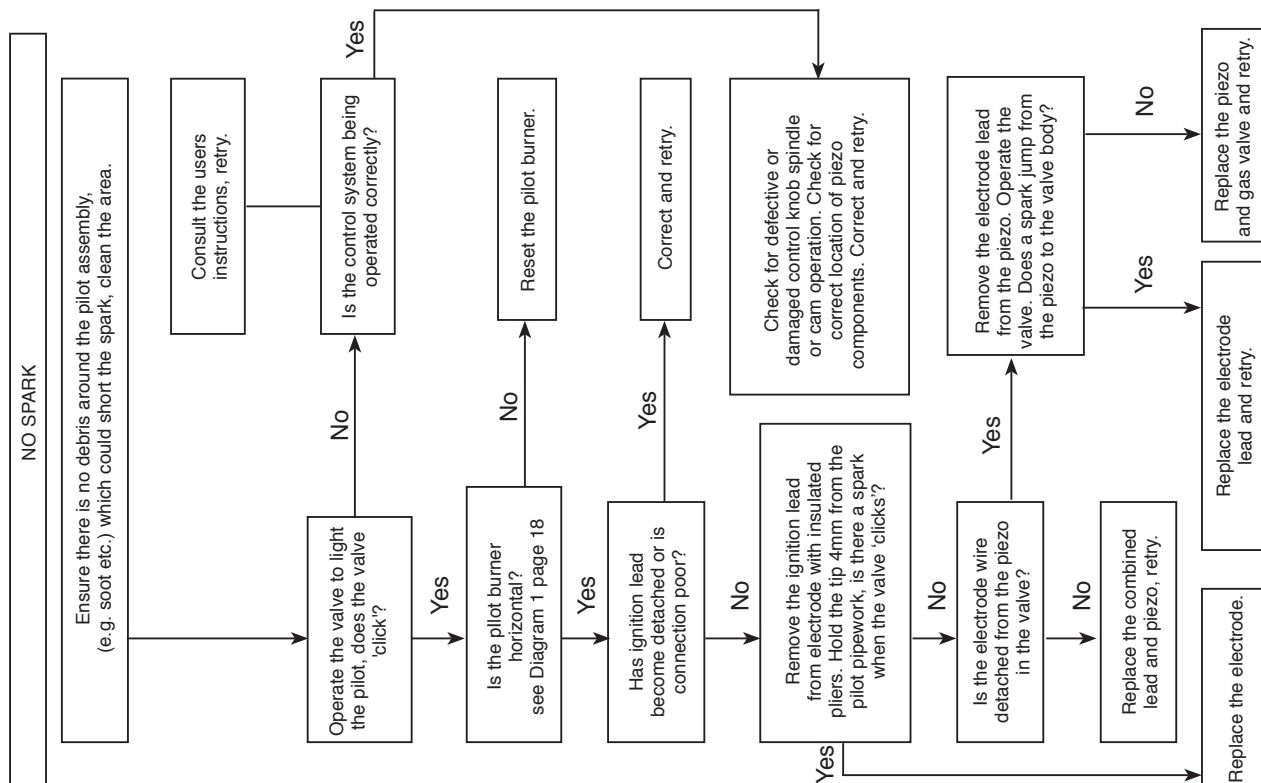 NO SPARK
Ensure there is no debris around the pilot assembly,
(e.g. soot etc.) which could short the spark, clean the area.
Consult the users
instructions, retry.
Operate the valve to light
the pilot, does the valve
'click'?
No
Is the control system being
operated correctly?
Yes
Yes
Is the pilot burner
horizontal?
see Diagram 1 page 18
No
Reset the pilot burner.
Yes
Has ignition lead
become detached or is
connection poor?
Yes
Correct and retry.
No
Check for defective or
damaged control knob spindle
or cam operation. Check for
correct location of piezo
components. Correct and retry.
Remove the ignition lead
from electrode with insulated
pliers. Hold the tip 4mm from the
pilot pipework, is there a spark
when the valve 'clicks'?
Yes
No
Is the electrode wire
detached from the piezo
in the valve?
Yes
Remove the electrode lead
from the piezo. Operate the
valve. Does a spark jump from
the piezo to the valve body?
No
Replace the combined
lead and piezo, retry.
Yes
No
Replace the electrode.
Replace the electrode
lead and retry.
Replace the piezo
and gas valve and retry.